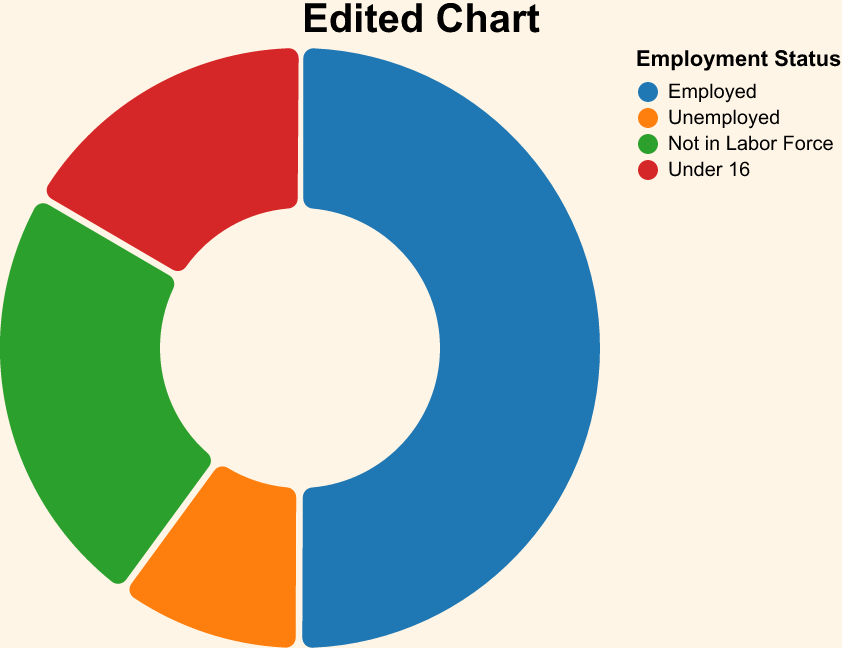 Edited Chart
Employment Status
Employed
Unemployed
Not in Labor Force
Under 16